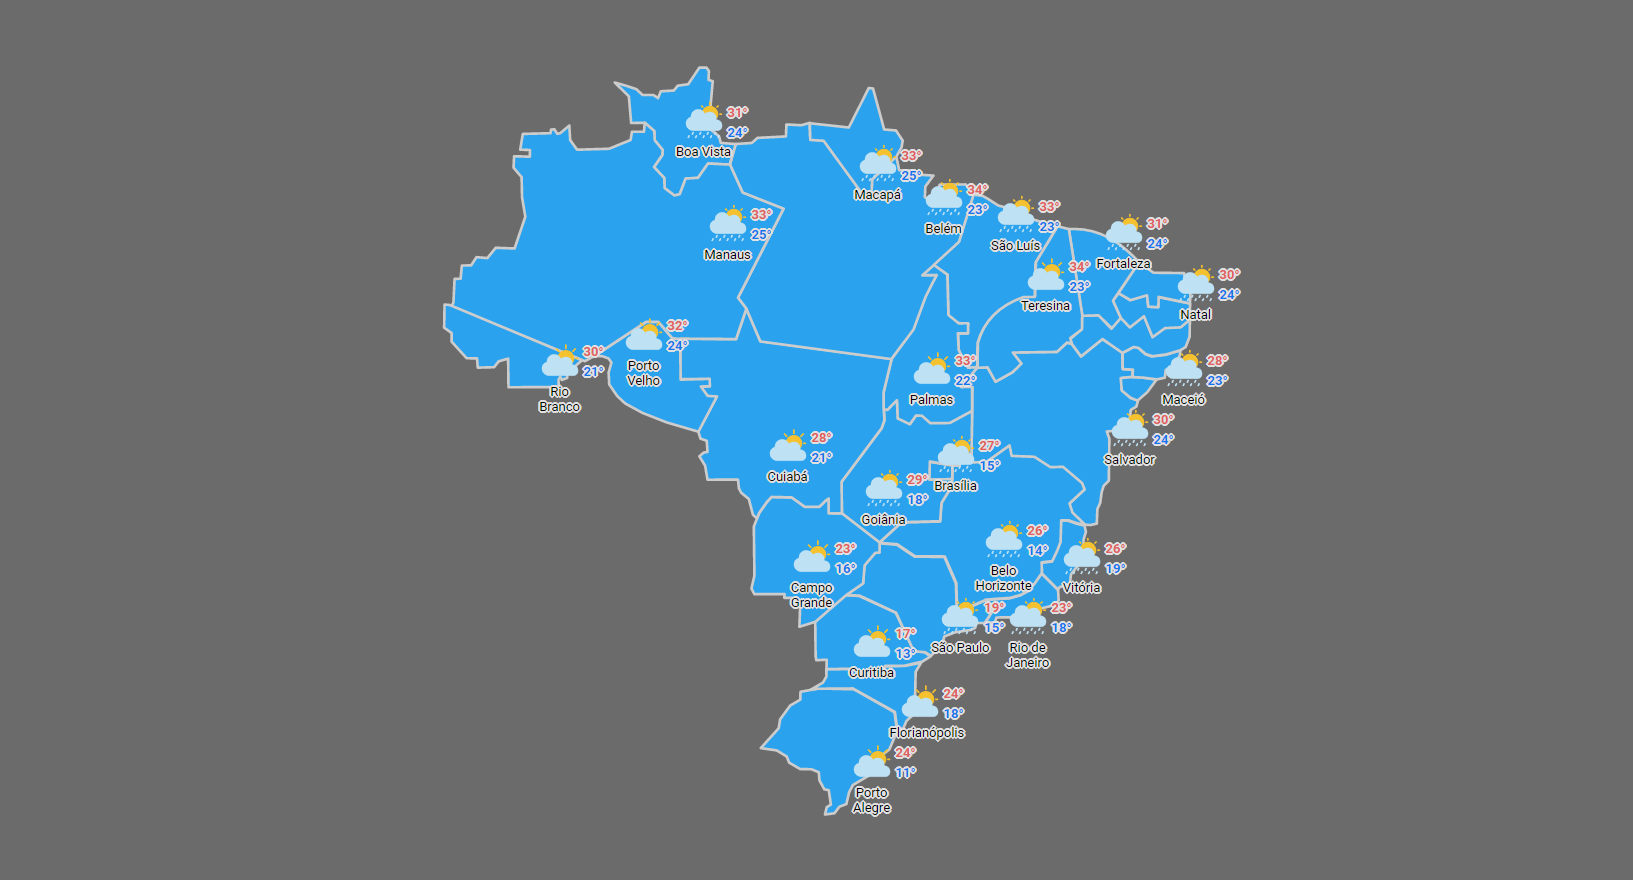 31°
24°
Boa Vista
33°
25°
Macapá
34°
23°
Belém
33°
23°
São Luís
33°
25°
Manaus
31°
24°
Fortaleza
34°
23°
Teresina
30°
24°
Natal
32°
24°
Porto
Velho
30°
21°
Rio
Branco
33°
22°
Palmas
28°
23°
Maceió
30°
24°
Salvador
28°
21°
Cuiabá
27°
15°
Brasília
29°
18°
Goiânia
26°
14°
Belo
Horizonte
26°
19°
Vitória
23°
16°
Campo
Grande
19°
15°
São Paulo
23°
18°
Rio de
Janeiro
17°
13°
Curitiba
24°
18°
Florianópolis
24°
11°
Porto
Alegre